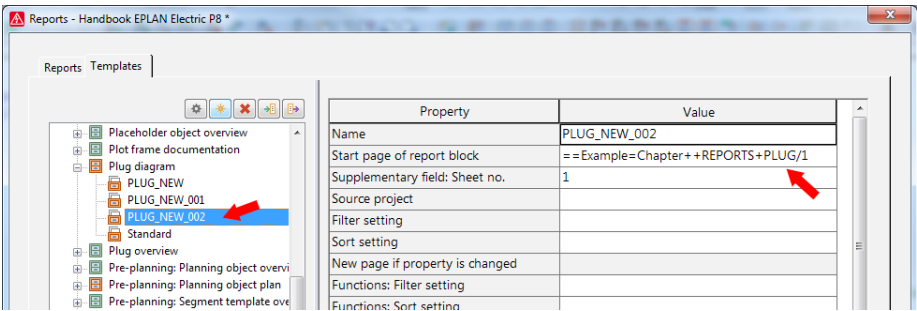 Reports - Handbook EPLAN Electric P8 *
Reports Templates
Property Value
Placeholder object overview
Plot frame documentation
Plug diagram
PLUG_NEW
PLUG_NEW_001
PLUG_NEW_002
Standard
Plug overview
Pre-planning: Planning object overvi
Pre-planning: Planning object plan
Pre-planning: Segment template ove
Name PLUG_NEW_002
Start page of report block ==Example=Chapter++REPORTS+PLUG/1
Supplementary field: Sheet no. 1
Source project
Filter setting
Sort setting
New page if property is changed
Functions: Filter setting
Functions: Sort setting